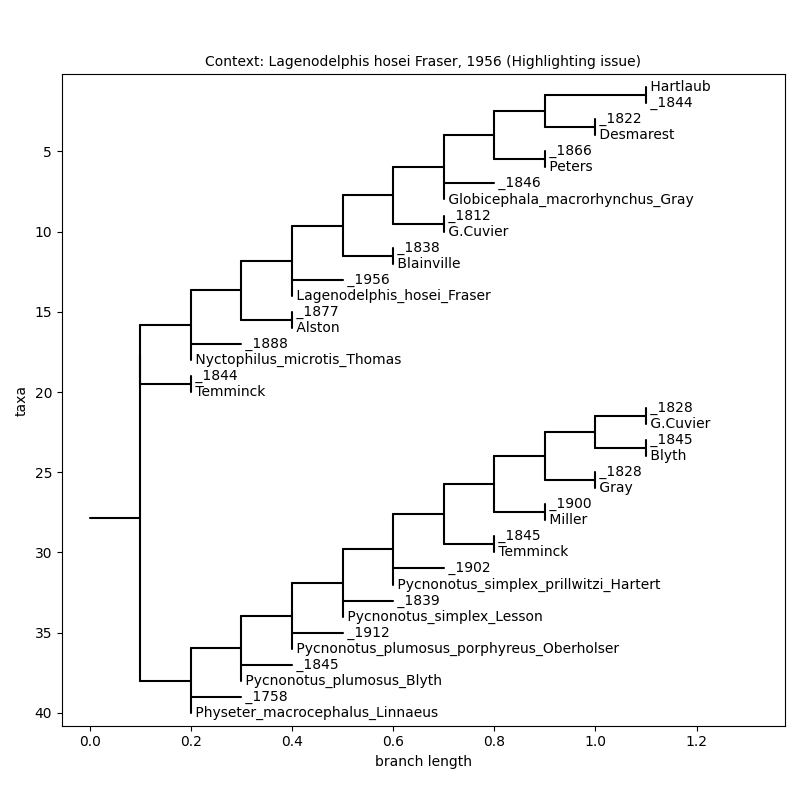 Context: Lagenodelphis hosei Fraser, 1956 (Highlighting issue)
Hartlaub
_1844
_1822
Desmarest
_1866
Peters
_1846
Globicephala_macrorhynchus_Gray
_1812
G.Cuvier
_1838
Blainville
_1956
Lagenodelphis_hosei_Fraser
_1877
Alston
_1888
Nyctophilus_microtis_Thomas
_1844
Temminck
_1828
G.Cuvier
_1845
Blyth
_1828
Gray
_1900
Miller
_1845
Temminck
_1902
Pycnonotus_simplex_prillwitzi_Hartert
_1839
Pycnonotus_simplex_Lesson
_1912
Pycnonotus_plumosus_porphyreus_Oberholser
_1845
Pycnonotus_plumosus_Blyth
_1758
Physeter_macrocephalus_Linnaeus
5
10
15
20
25
30
35
40
taxa
0.0 0.2 0.4 0.6 0.8 1.0 1.2
branch length